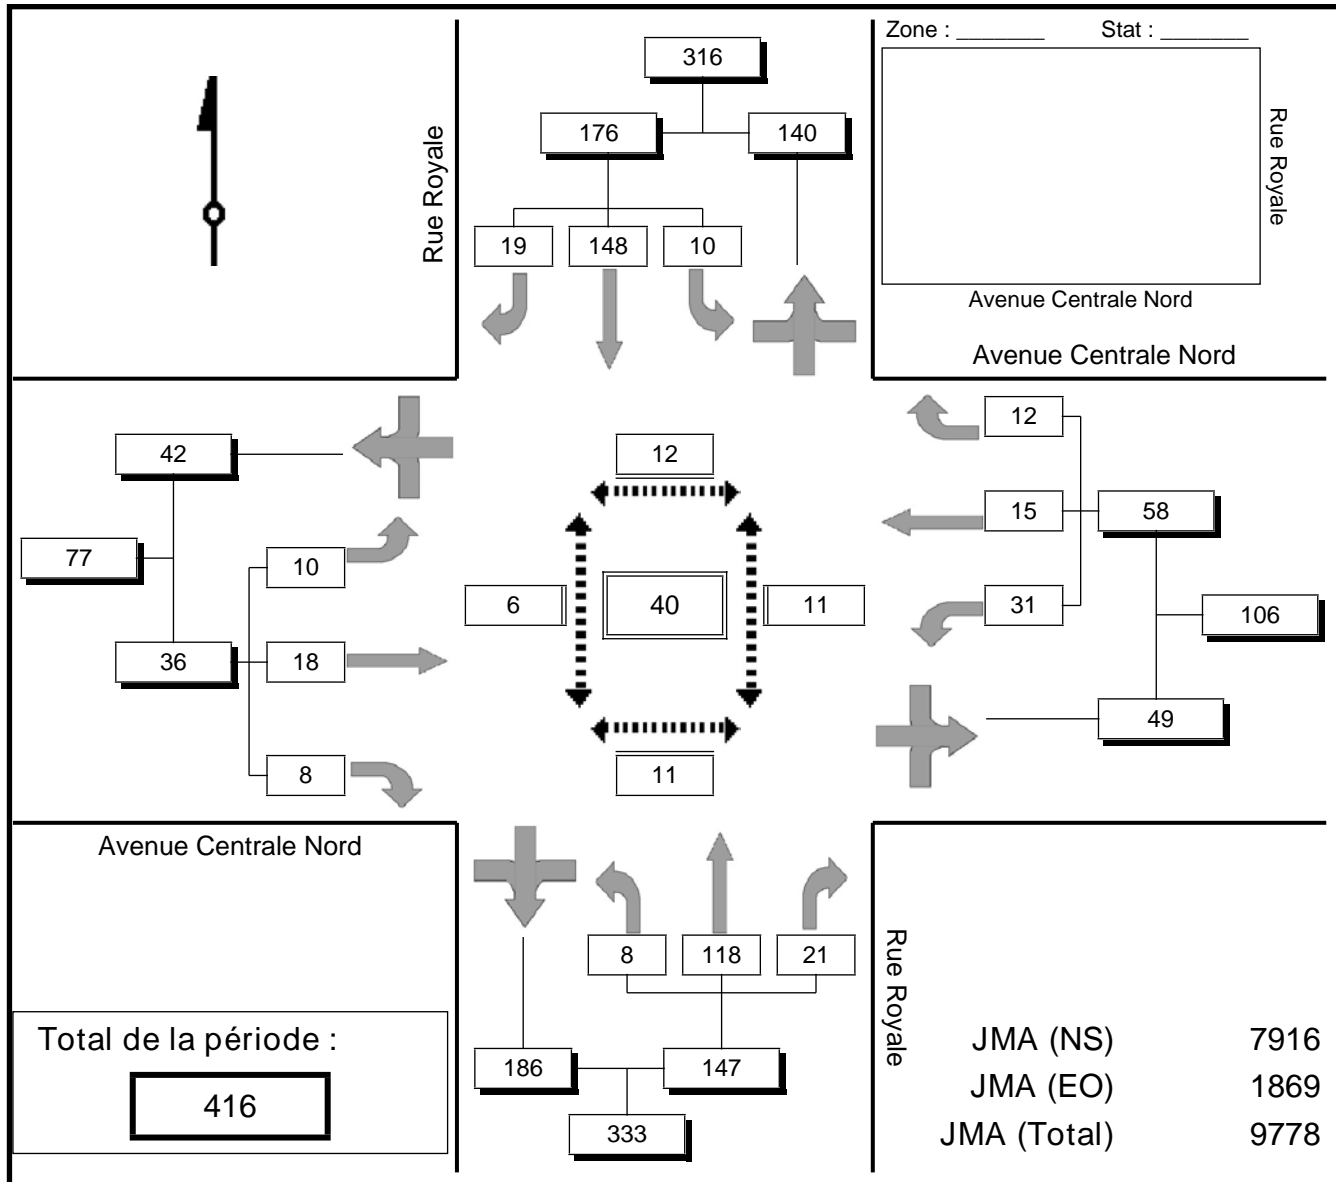 Zone : _______ Stat : _______
316
176 140
Rue Royale
Rue Royale
19 148 10
Avenue Centrale Nord
Avenue Centrale Nord
12
42 12
15 58
77 10
6 40 11 31 106
36 18
49
8 11
Avenue Centrale Nord
8 118 21
Rue Royale
Total de la période :
JMA (NS) 7916
186 147
JMA (EO) 1869
416
333
JMA (Total) 9778